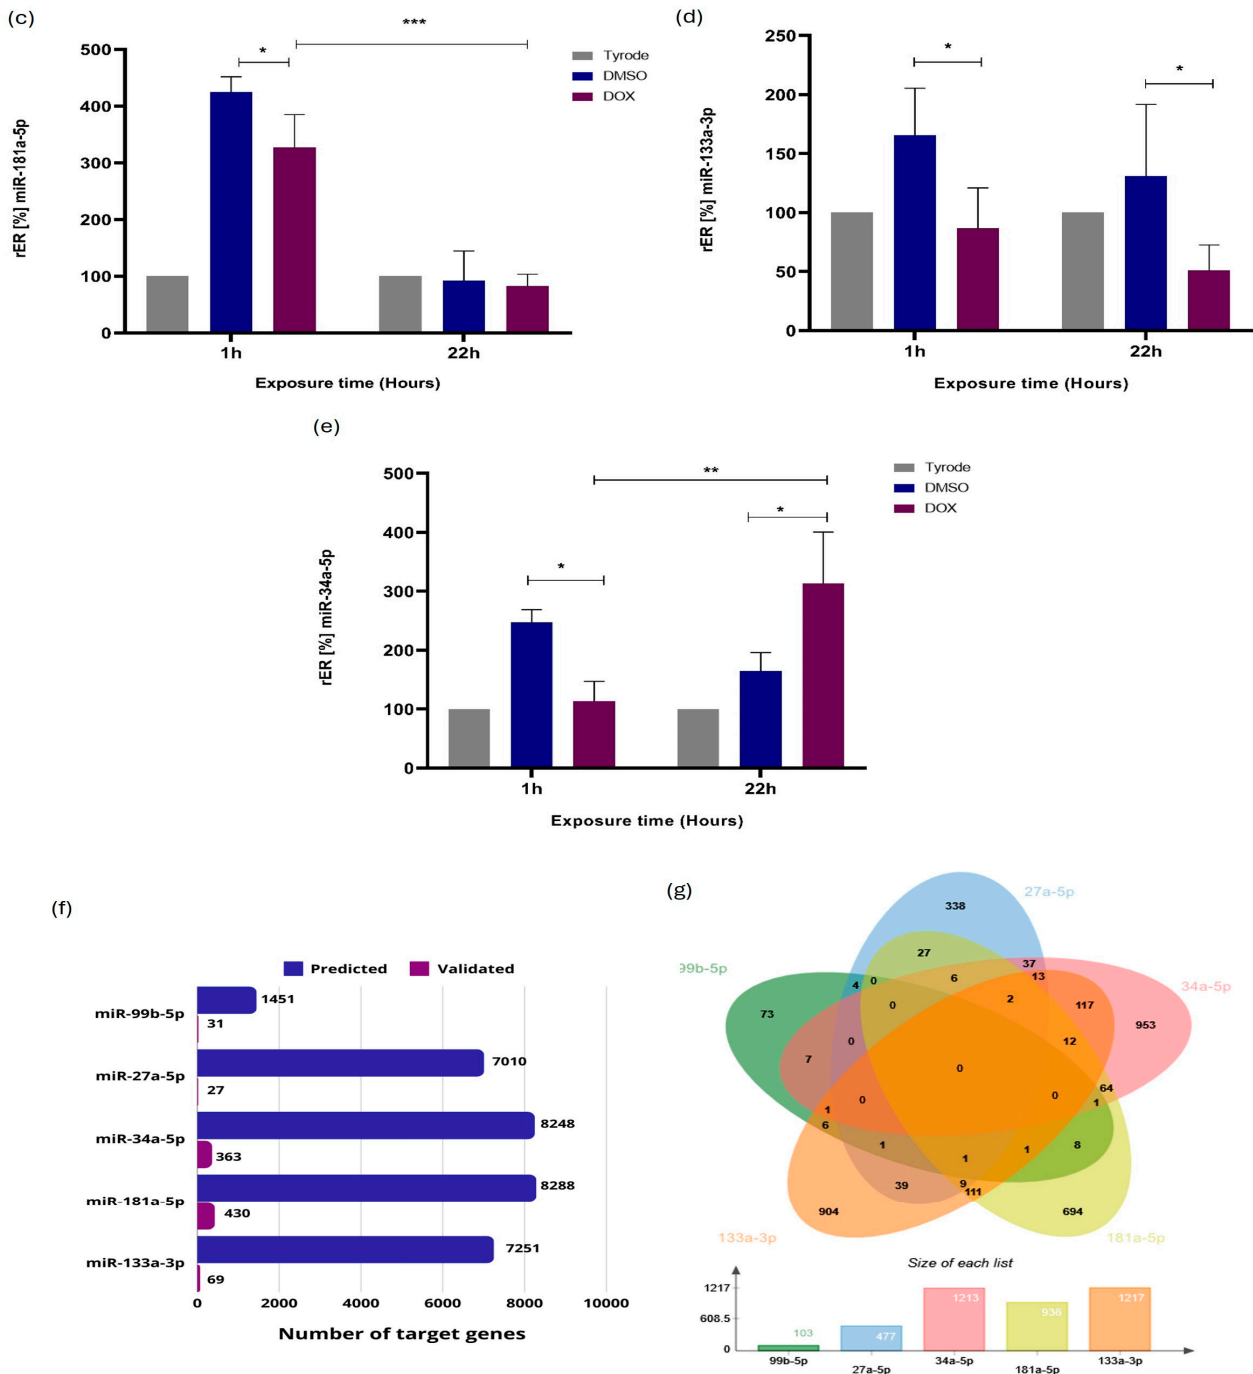 (c)
***
*
500
400
300
200
100
0
rER [%] miR-181a-5p
Tyrode
DMSO
DOX
1h
22h
Exposure time (Hours)
(d)
*
*
250
200
150
100
50
0
rER [%] miR-133a-3p
1h
22h
Exposure time (Hours)
(e)
**
*
*
500
400
300
200
100
0
rER [%] miR-34a-5p
Tyrode
DMSO
DOX
1h
22h
Exposure time (Hours)
(f)
Predicted
Validated
miR-99b-5p
1451
31
miR-27a-5p
7010
27
miR-34a-5p
8248
363
miR-181a-5p
8288
430
miR-133a-3p
7251
69
0
2000
4000
6000
8000
10000
Number of target genes
(g)
27a-5p
338
99b-5p
27
37
34a-5p
4
0
6
13
73
0
2
117
953
0
12
7
0
64
0
0
1
1
6
1
1
1
8
39
9
111
904
694
133a-3p
181a-5p
Size of each list
1217
608.5
0
103
477
1213
936
1217
99b-5p
27a-5p
34a-5p
181a-5p
133a-3p